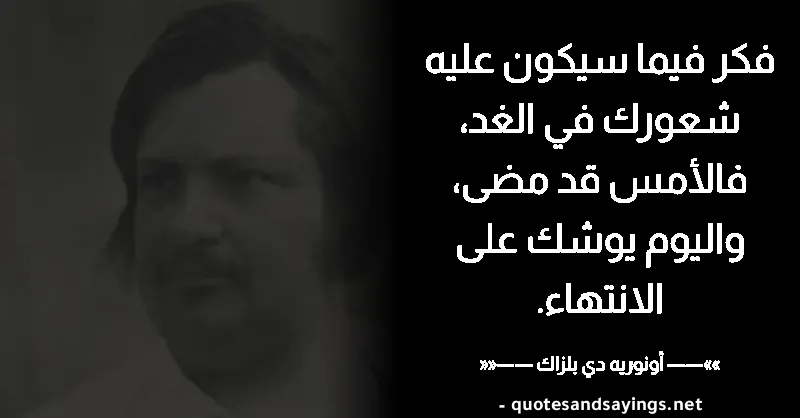 فكر فيما سيكون عليه
شعورك في الغد،
فالأمس قد مضى،
واليوم يوشك على
الانتهاء.
»»—— أونوريه دي بلزاك ——««
- quotesandsayings.net